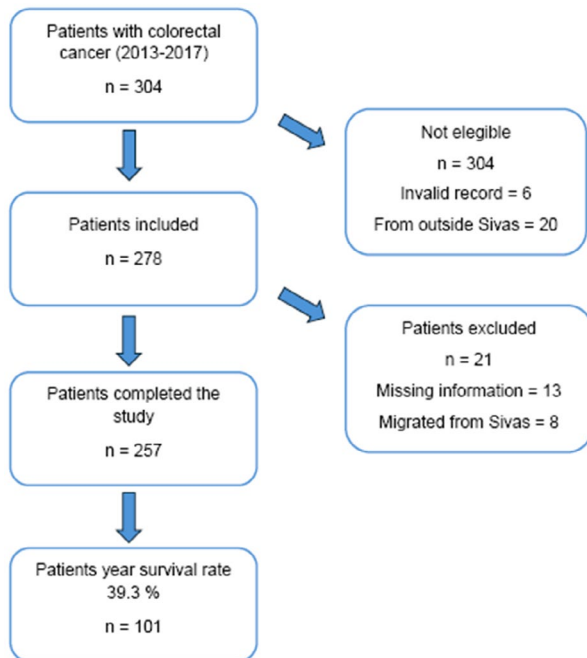 Patients with colorectal
cancer (2013-2017)
n = 304
Not elegible
n = 304
Invalid record = 6
From outside Sivas = 20
Patients included
n = 278
Patients excluded
n = 21
Missing information = 13
Migrated from Sivas = 8
Patients completed the
study
n = 257
Patients year survival rate
39.3 %
n = 101